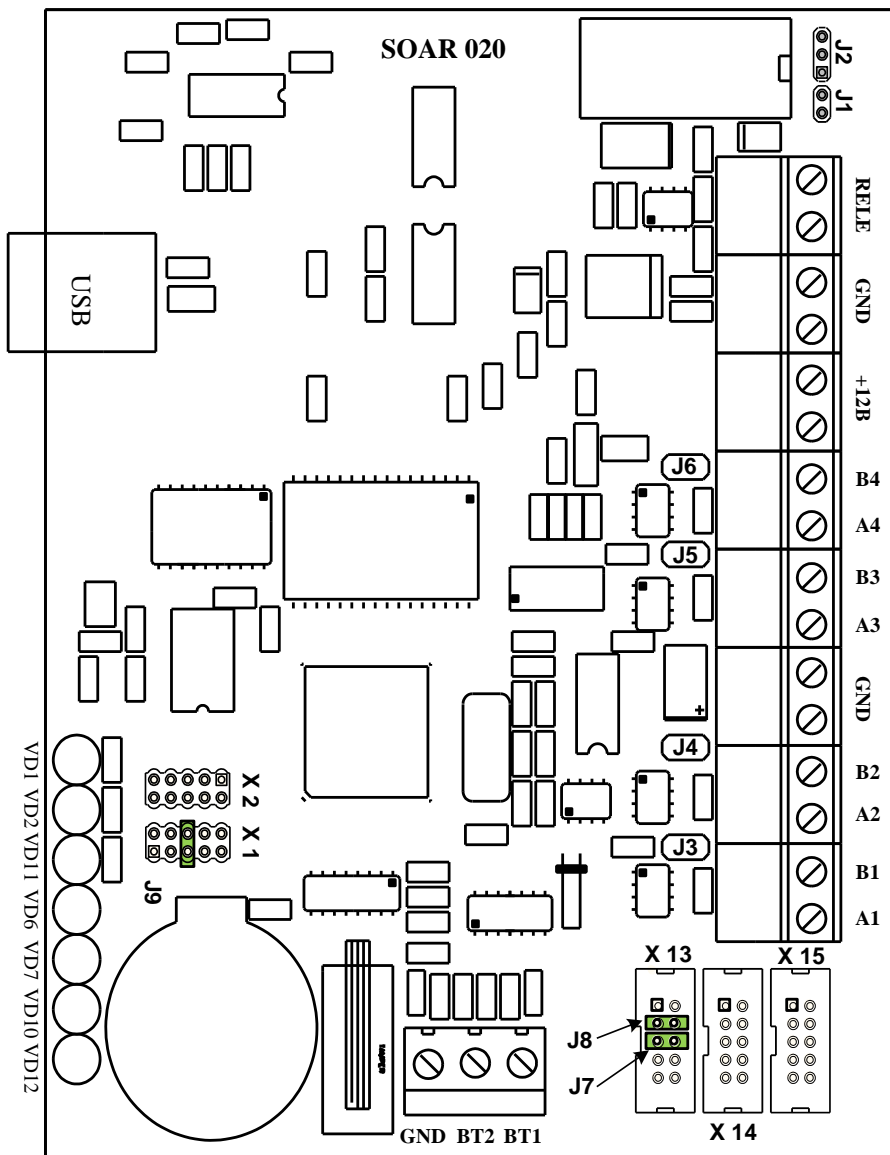 SOAR 020
J2
J1
RELE
GND
+12B
USB
J6
B4
A4
J5
B3
A3
GND
+
J4
B2
A2
X 2
X 1
J9
J3
B1
A1
VD1 VD2 VD11 VD6 VD7 VD10 VD12
X 13
X 15
J8
J7
X 14
GND BT2 BT1